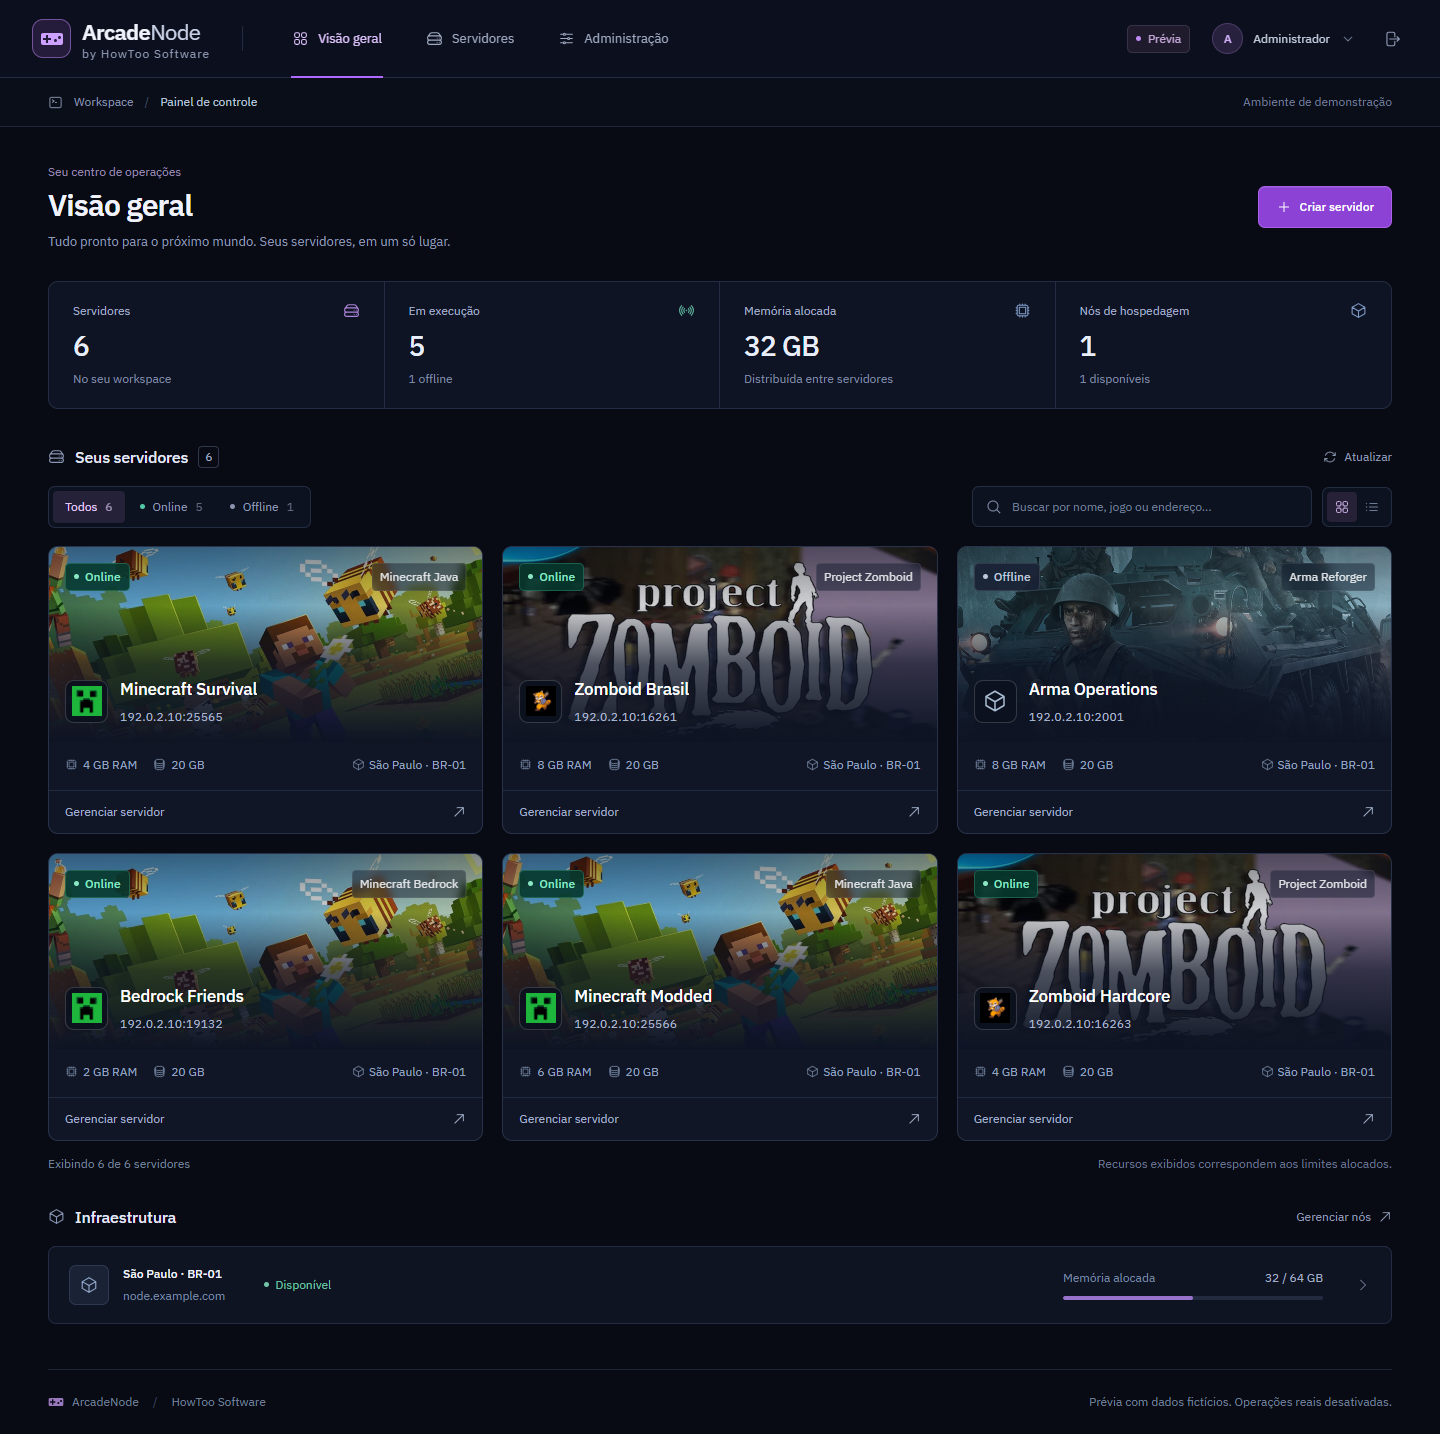 ArcadeNode
by HowToo Software
Visão geral
Servidores
Administração
Prévia
A
Administrador
Workspace / Painel de controle
Ambiente de demonstração
Seu centro de operações
Visão geral
Tudo pronto para o próximo mundo. Seus servidores, em um só lugar.
Criar servidor
Servidores
6
No seu workspace
Em execução
5
1 offline
Memória alocada
32 GB
Distribuída entre servidores
Nós de hospedagem
1
1 disponíveis
Seus servidores 6
Atualizar
Todos 6
Online 5
Offline 1
Buscar por nome, jogo ou endereço...
Online
Minecraft Java
Minecraft Survival
192.0.2.10:25565
4 GB RAM
20 GB
São Paulo · BR-01
Gerenciar servidor
Online
Project Zomboid
project
ZOMBOID
Zomboid Brasil
192.0.2.10:16261
8 GB RAM
20 GB
São Paulo · BR-01
Gerenciar servidor
Offline
Arma Reforger
Arma Operations
192.0.2.10:2001
8 GB RAM
20 GB
São Paulo · BR-01
Gerenciar servidor
Online
Minecraft Bedrock
Bedrock Friends
192.0.2.10:19132
2 GB RAM
20 GB
São Paulo · BR-01
Gerenciar servidor
Online
Minecraft Java
Minecraft Modded
192.0.2.10:25566
6 GB RAM
20 GB
São Paulo · BR-01
Gerenciar servidor
Online
Project Zomboid
project
ZOMBOID
Zomboid Hardcore
192.0.2.10:16263
4 GB RAM
20 GB
São Paulo · BR-01
Gerenciar servidor
Exibindo 6 de 6 servidores
Recursos exibidos correspondem aos limites alocados.
Infraestrutura
Gerenciar nós
São Paulo · BR-01
node.example.com
Disponível
Memória alocada
32 / 64 GB
ArcadeNode / HowToo Software
Prévia com dados fictícios. Operações reais desativadas.